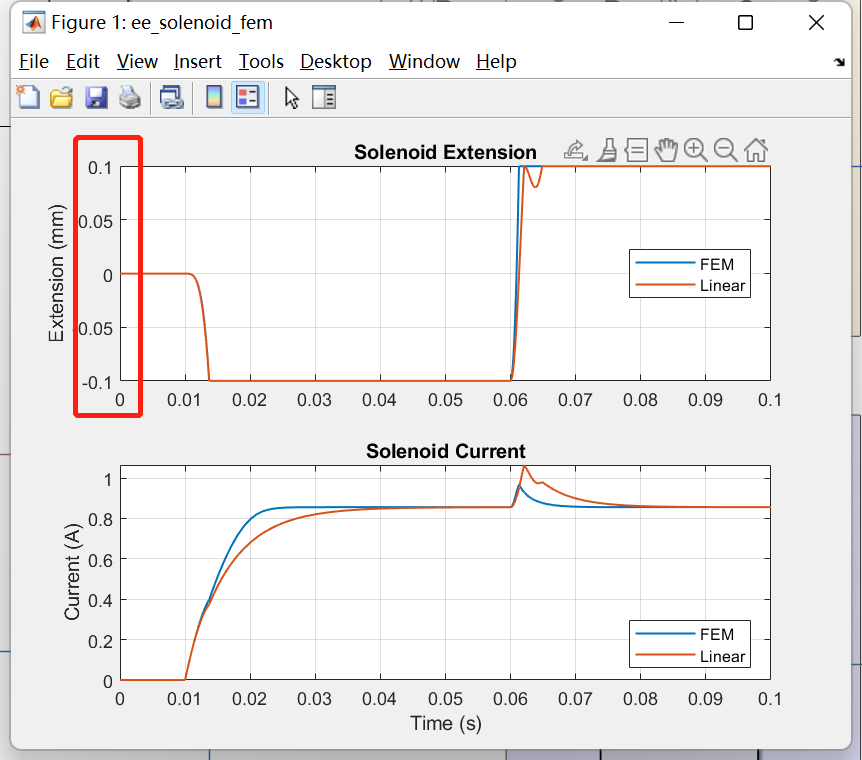 Figure 1: ee_solenoid_fem
File Edit View Insert Tools Desktop Window Help
Solenoid Extension
Extension (mm)
0.1
0.05
0
-0.05
-0.1
0 0.01 0.02 0.03 0.04 0.05 0.06 0.07 0.08 0.09 0.1
FEM
Linear
Solenoid Current
Current (A)
1
0.8
0.6
0.4
0.2
0
0 0.01 0.02 0.03 0.04 0.05 0.06 0.07 0.08 0.09 0.1
FEM
Linear
Time (s)